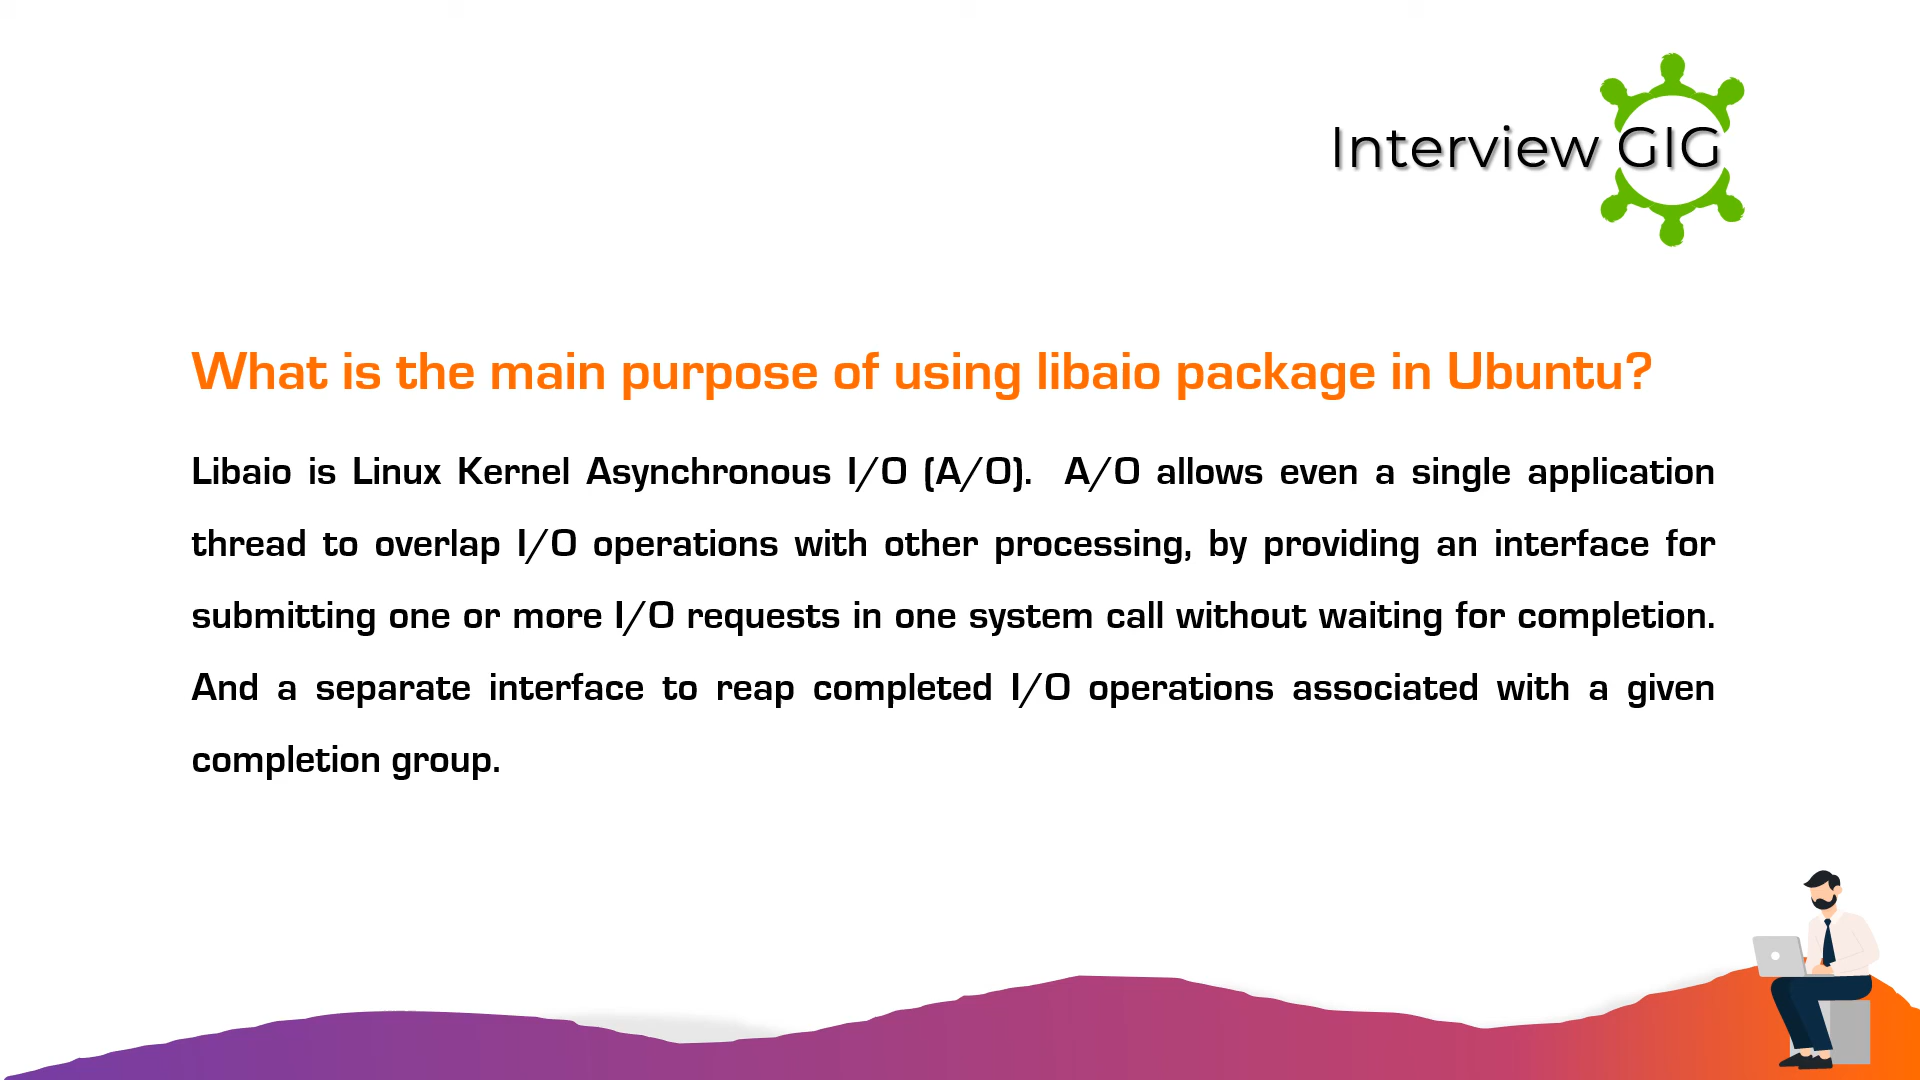 Interview GIG
What is the main purpose of using libaio package in Ubuntu?
Libaio is Linux Kernel Asynchronous I/O (A/O). A/O allows even a single application
thread to overlap I/O operations with other processing, by providing an interface for
submitting one or more I/O requests in one system call without waiting for completion.
And a separate interface to reap completed I/O operations associated with a given
completion group.